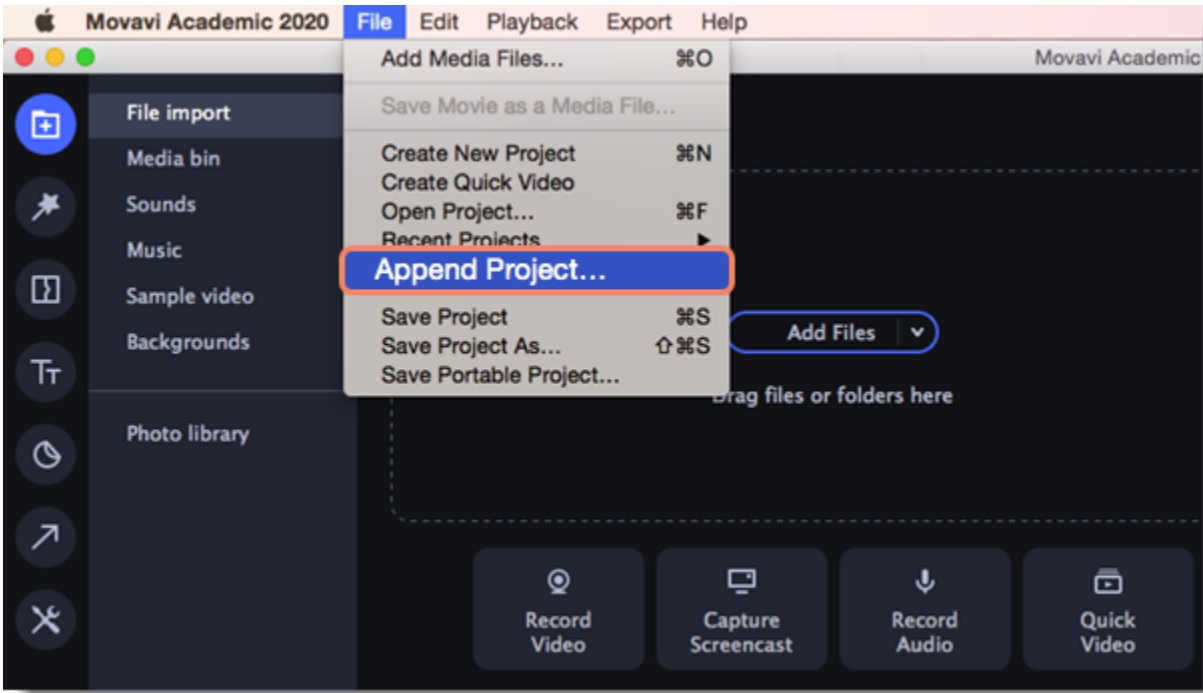 Movavi Academic 2020 File Edit Playback Export Help
Movavi Academic
File import
Media bin
Sounds
Music
Sample video
Backgrounds
Photo library
Add Media Files... ⌘O
Save Movie as a Media File...
Create New Project ⌘N
Create Quick Video
Open Project... ⌘F
Recent Projects
Append Project...
Save Project ⌘S
Save Project As... ⇧⌘S
Save Portable Project...
Add Files
Drag files or folders here
Record
Video
Capture
Screencast
Record
Audio
Quick
Video